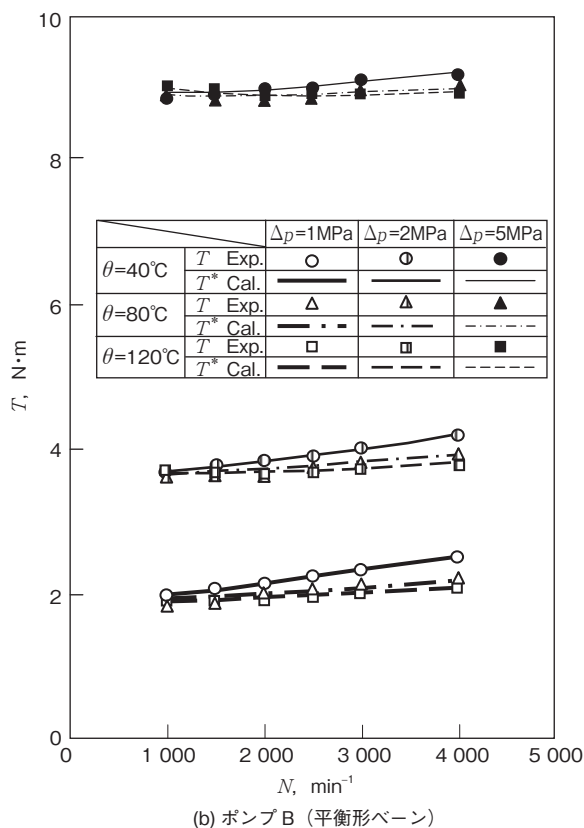 10
8
6
4
2
0
T, N・m
Δp=1MPa Δp=2MPa Δp=5MPa
θ=40℃ T Exp.
T* Cal.
θ=80℃ T Exp.
T* Cal.
θ=120℃ T Exp.
T* Cal.
0 1 000 2 000 3 000 4 000 5 000
N, min⁻¹
(b) ポンプ B（平衡形ベーン）